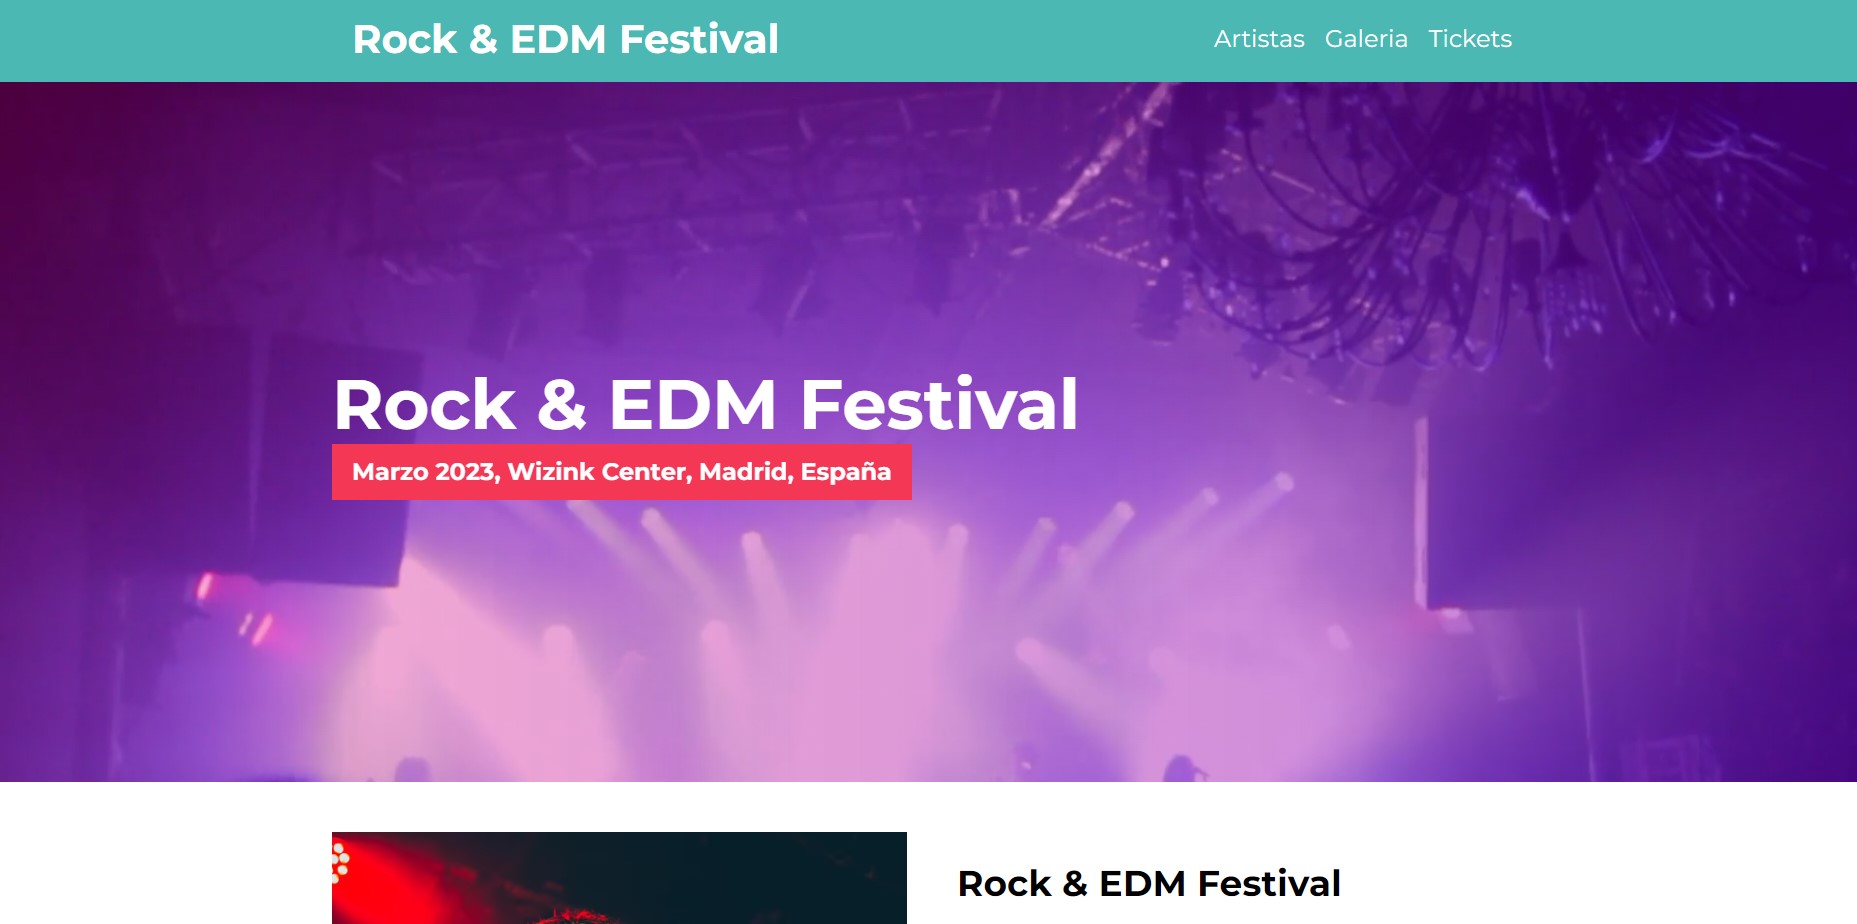 Rock & EDM Festival
Artistas Galeria Tickets
Rock & EDM Festival
Marzo 2023, Wizink Center, Madrid, España
Rock & EDM Festival